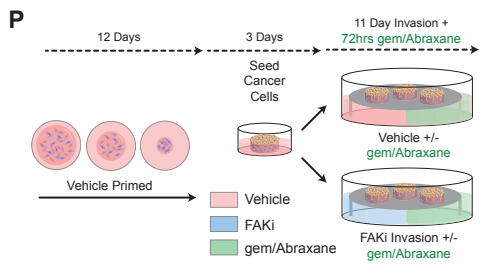 P
12 Days
3 Days
11 Day Invasion +
72hrs gem/Abraxane
Seed
Cancer
Cells
Vehicle Primed
Vehicle +/-
gem/Abraxane
Vehicle
FAKi
gem/Abraxane
FAKi Invasion +/-
gem/Abraxane